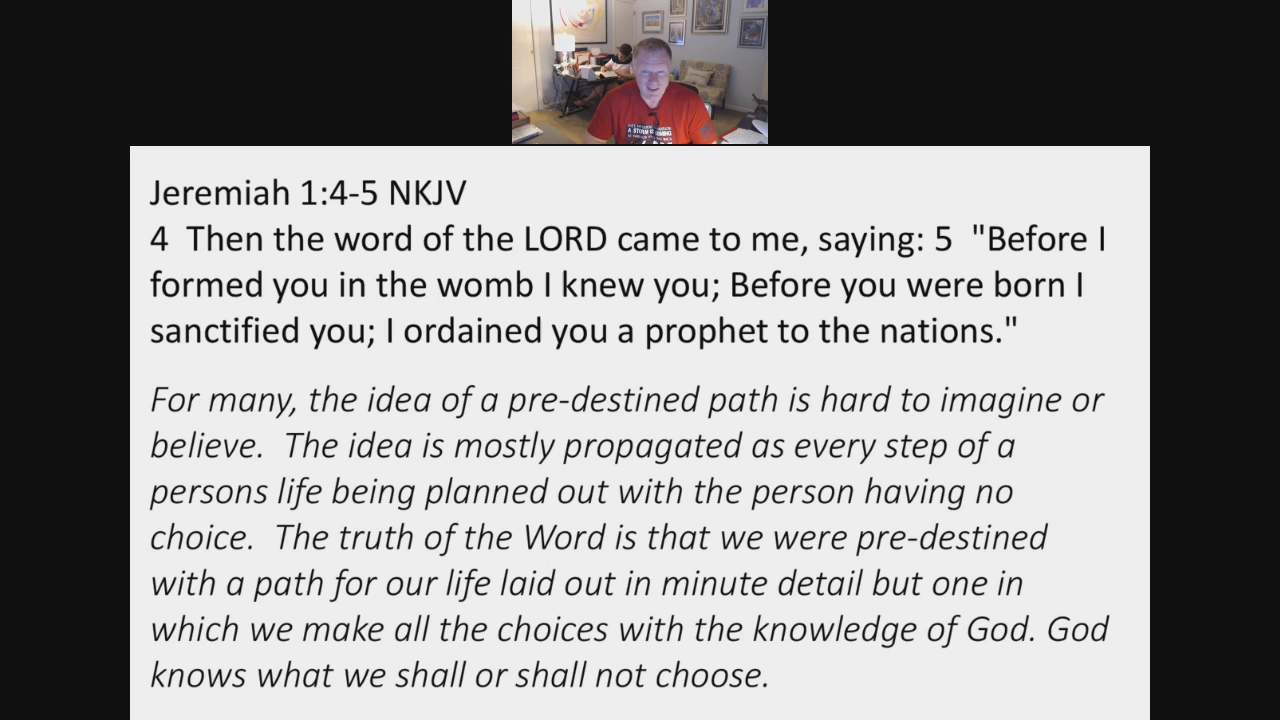 A STORM IS COMING
Jeremiah 1:4-5 NKJV
4  Then the word of the LORD came to me, saying: 5  "Before I
formed you in the womb I knew you; Before you were born I
sanctified you; I ordained you a prophet to the nations."
For many, the idea of a pre-destined path is hard to imagine or
believe.  The idea is mostly propagated as every step of a
persons life being planned out with the person having no
choice.  The truth of the Word is that we were pre-destined
with a path for our life laid out in minute detail but one in
which we make all the choices with the knowledge of God. God
knows what we shall or shall not choose.